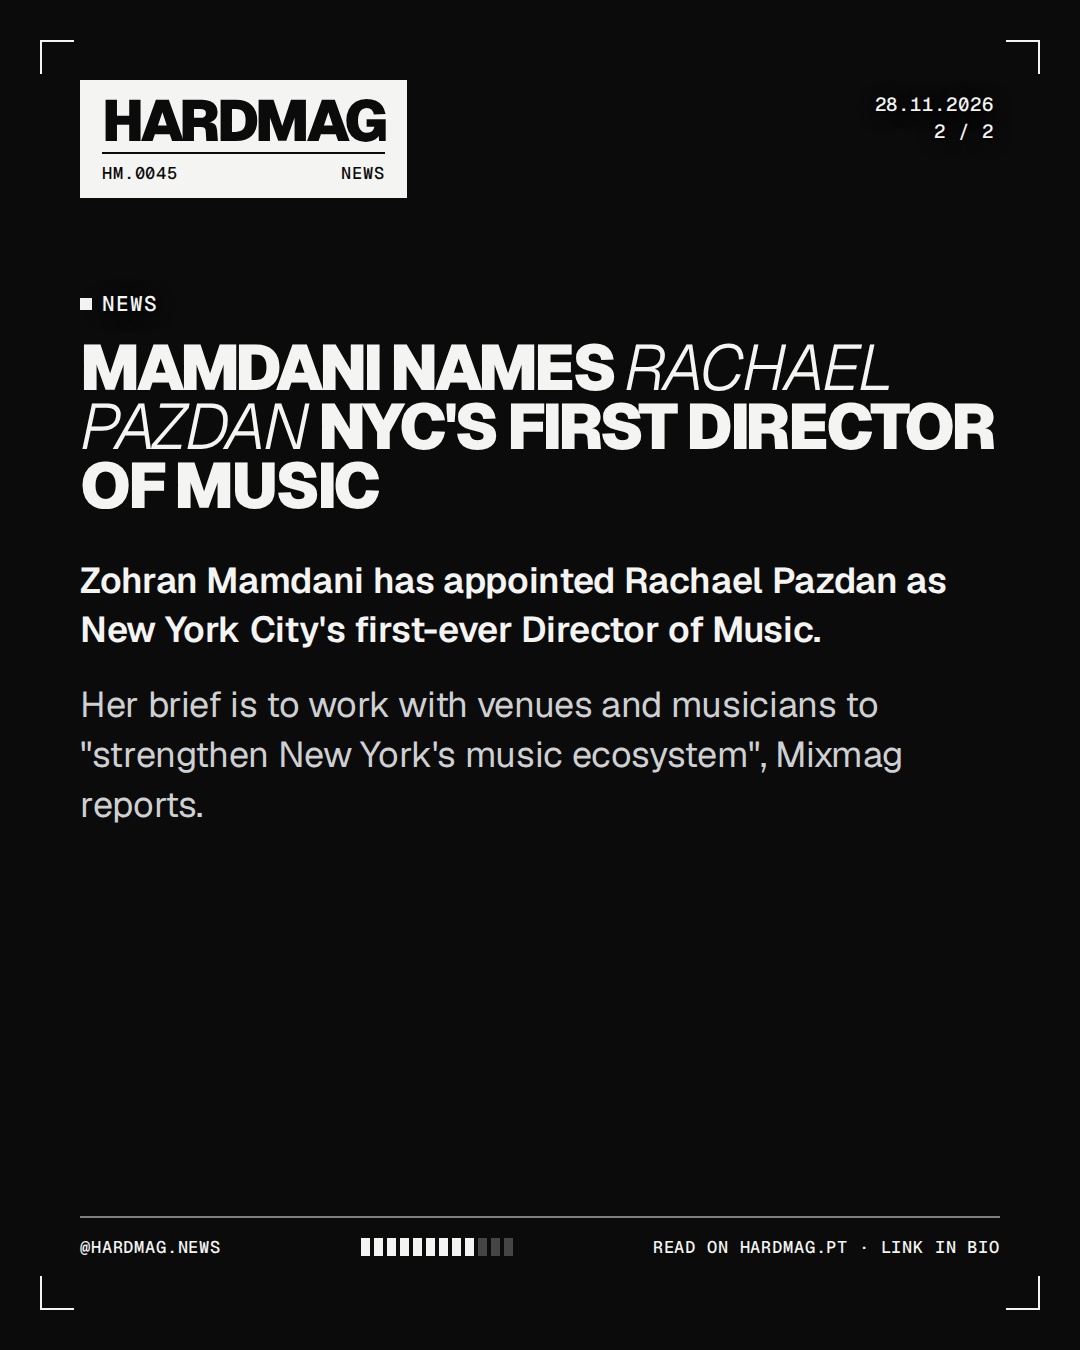 HARDMAG
HM.0045 NEWS
28.11.2026
2 / 2
NEWS
MAMDANI NAMES RACHAEL
PAZDAN NYC'S FIRST DIRECTOR
OF MUSIC
Zohran Mamdani has appointed Rachael Pazdan as
New York City's first-ever Director of Music.
Her brief is to work with venues and musicians to
"strengthen New York's music ecosystem", Mixmag
reports.
@HARDMAG.NEWS
READ ON HARDMAG.PT · LINK IN BIO